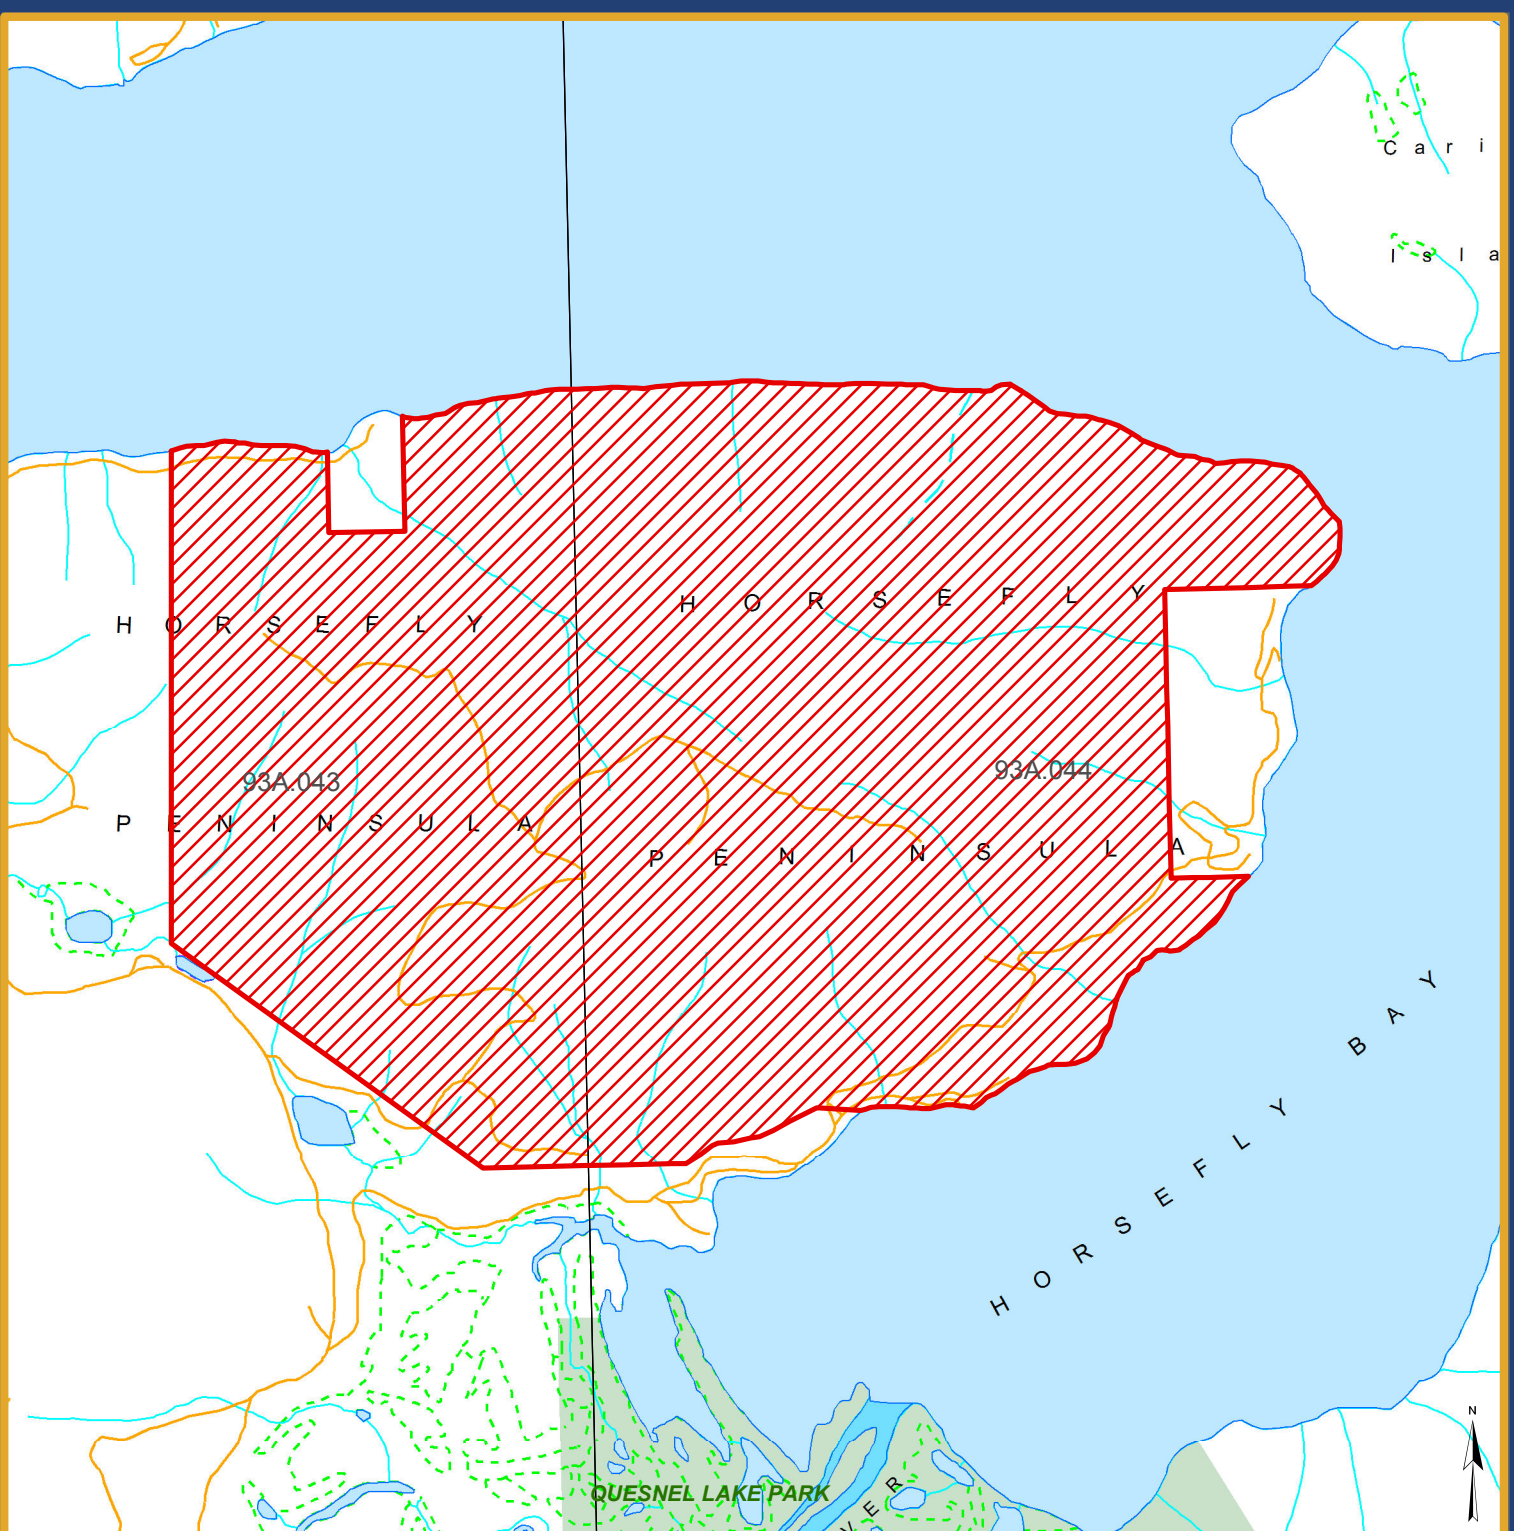 C a r i
I s l a
H O R S E F L Y
H O R S E F L Y
93A.043
93A.044
P E N I N S U L A
P E N I N S U L A
H O R S E F L Y B A Y
N
QUESNEL LAKE PARK
V E R